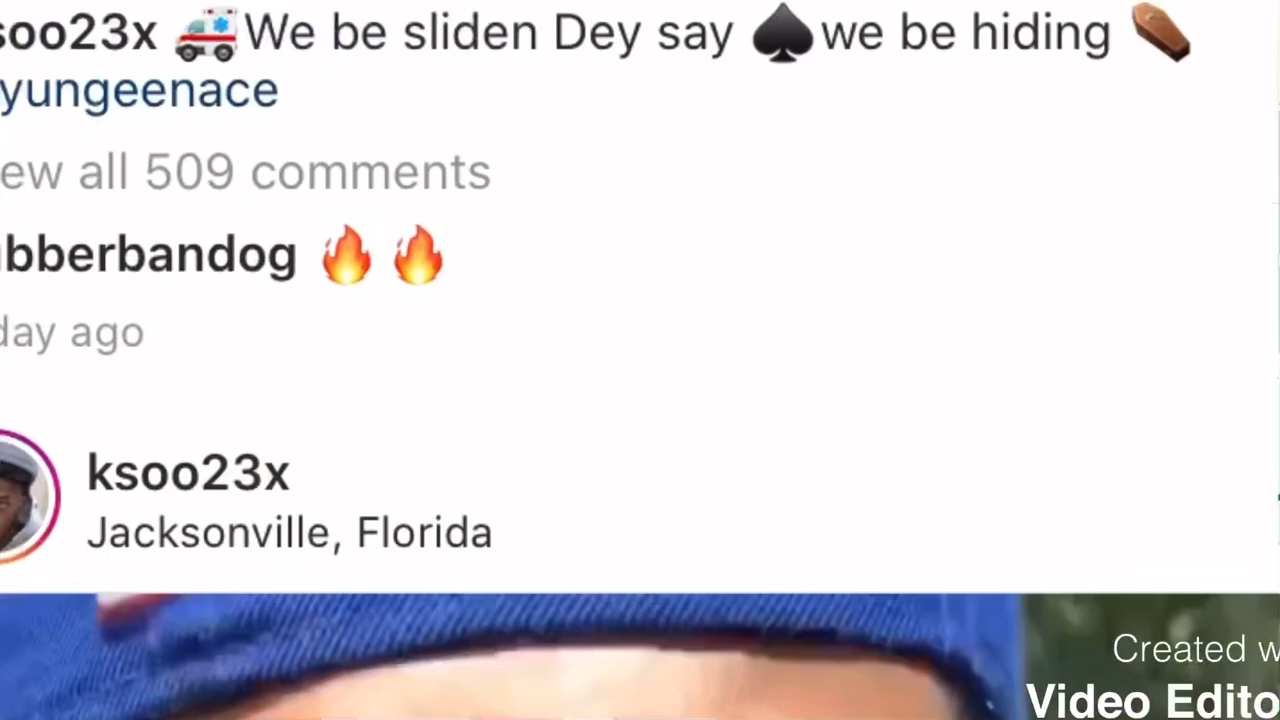 soo23x 🚑We be sliden Dey say ♠️we be hiding ⚰️
yungeenace
ew all 509 comments
bberbandog 🔥 🔥
day ago
ksoo23x
Jacksonville, Florida
Created w
Video Edito